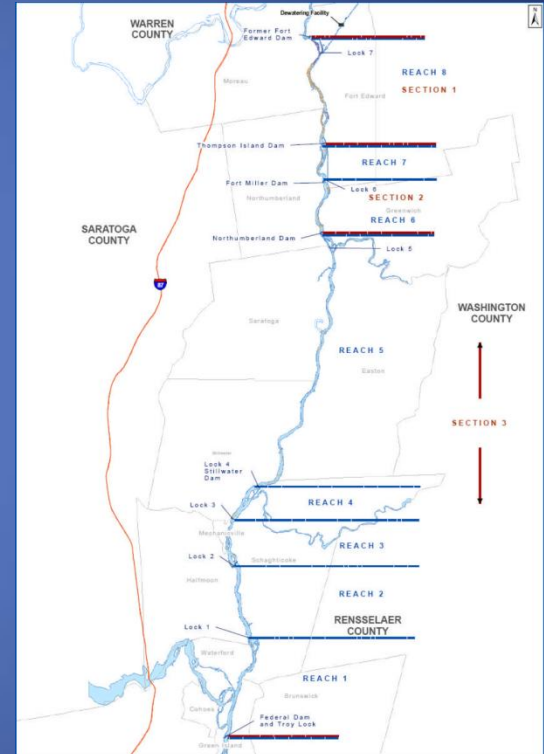 Dewatering Facility
N
WARREN
COUNTY
Former Fort
Edward Dam
Lock 7
REACH 8
Moreau
SECTION 1
Fort Edward
Thompson Island Dam
REACH 7
Fort Miller Dam
Lock 6
Northumberland
SECTION 2
Greenwich
REACH 6
SARATOGA
COUNTY
Northumberland Dam
Lock 5
87
WASHINGTON
COUNTY
Saratoga
REACH 5
Easton
SECTION 3
Lock 4
Stillwater
Dam
REACH 4
Lock 3
Mechanicville
REACH 3
Lock 2
Schaghticoke
Halfmoon
REACH 2
RENSSELAER
COUNTY
Lock 1
Waterford
REACH 1
Brunswick
Cohoes
Federal Dam
and Troy Lock
Green Island